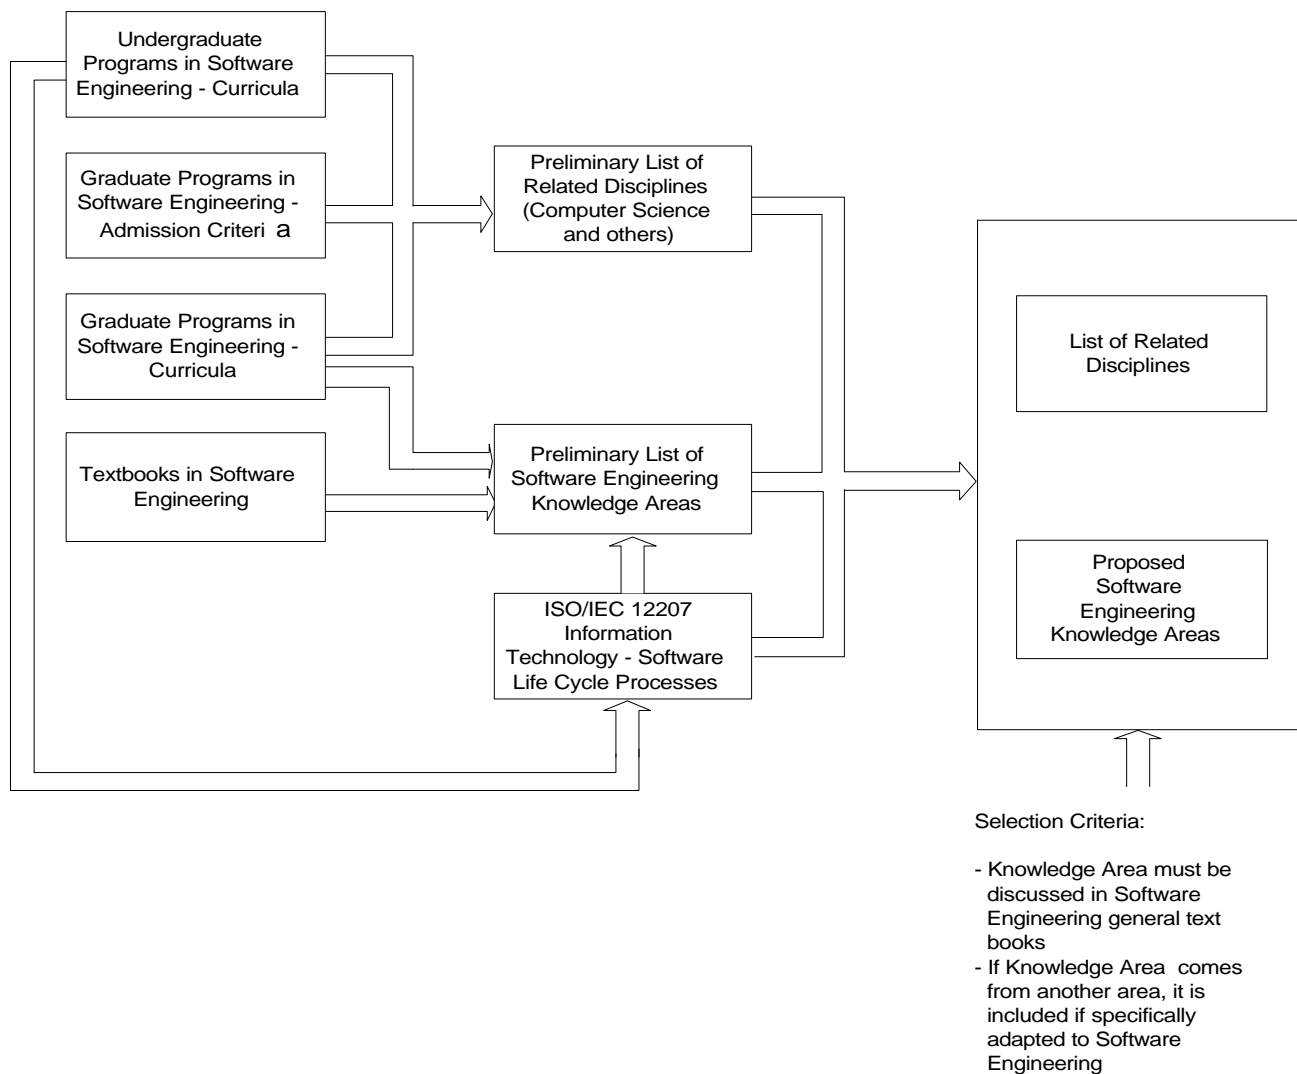 Undergraduate
Programs in Software
Engineering - Curricula
Graduate Programs in
Software Engineering -
Admission Criteri a
Graduate Programs in
Software Engineering -
Curricula
Textbooks in Software
Engineering
Preliminary List of
Related Disciplines
(Computer Science
and others)
Preliminary List of
Software Engineering
Knowledge Areas
ISO/IEC 12207
Information
Technology - Software
Life Cycle Processes
List of Related
Disciplines
Proposed
Software
Engineering
Knowledge Areas
Selection Criteria:
- Knowledge Area must be
discussed in Software
Engineering general text
books
- If Knowledge Area comes
from another area, it is
included if specifically
adapted to Software
Engineering